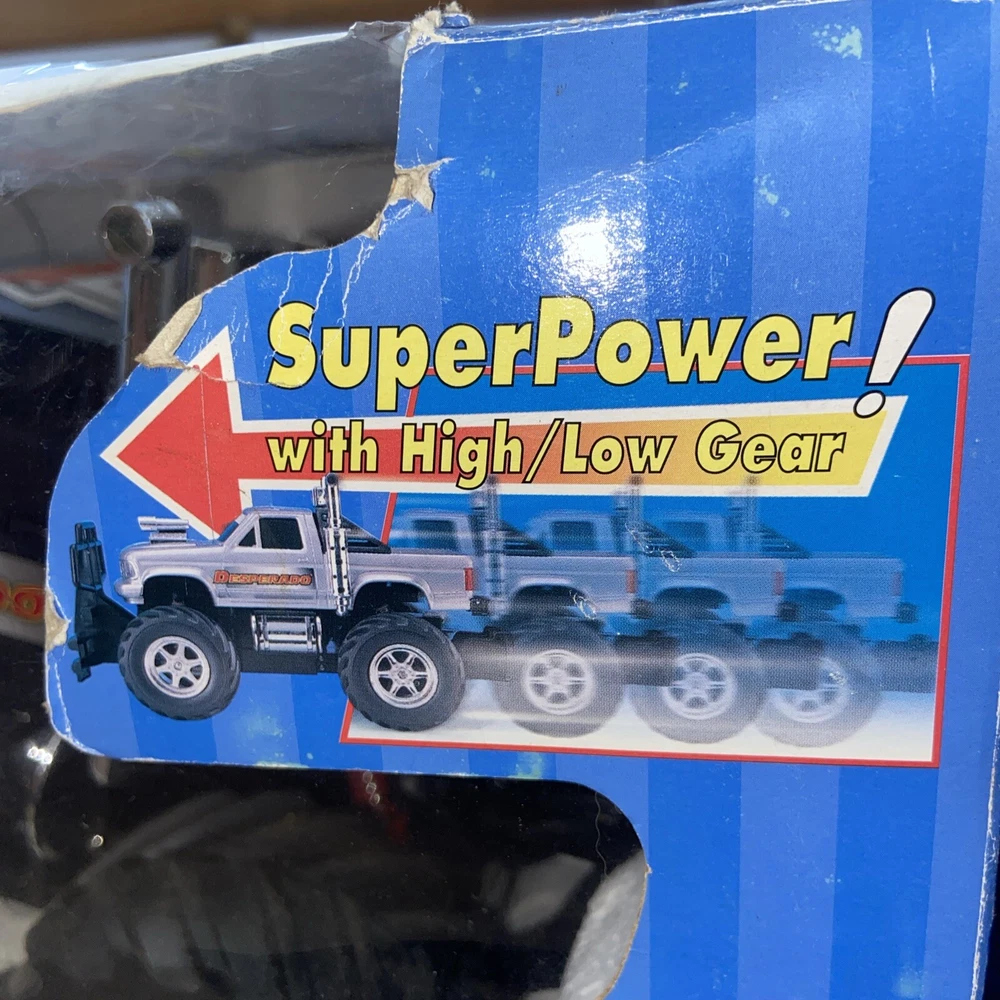 SuperPower!
with High/Low Gear
DESPERADO